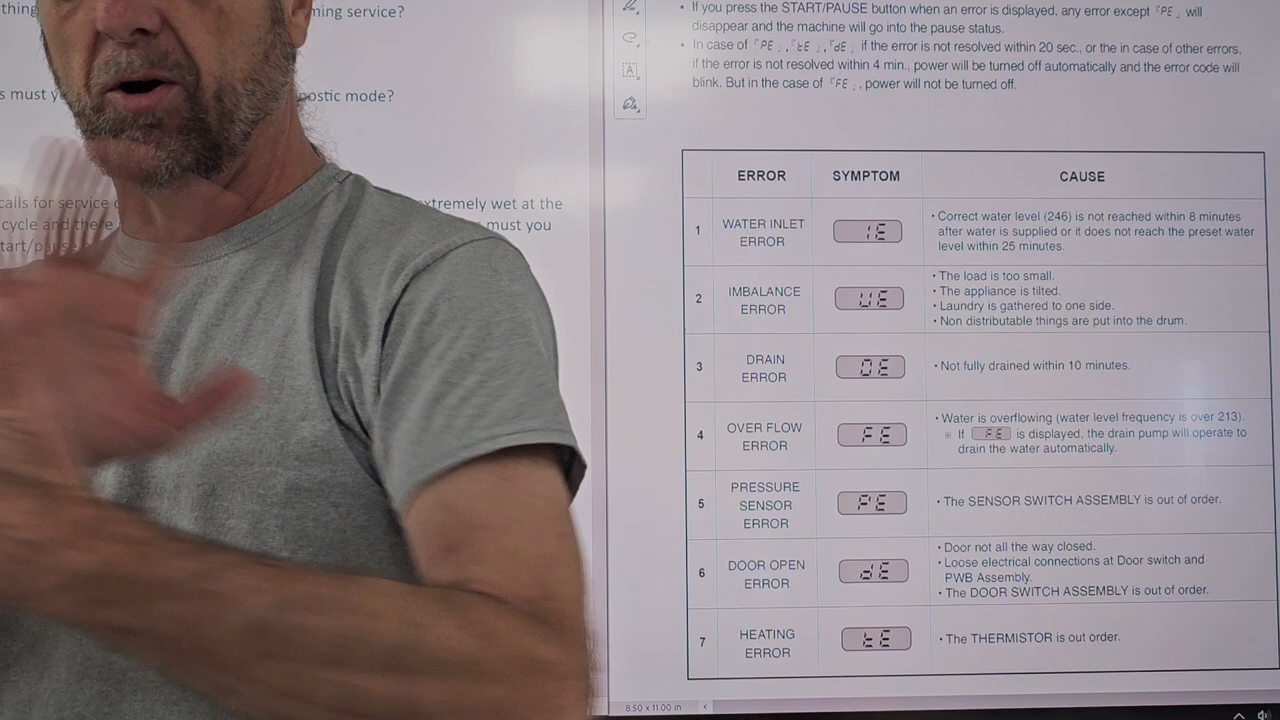 thing
ming service?
s must
ostic mode?
calls for service
extremely wet at the
cycle and there
must you
tart/pause
• If you press the START/PAUSE button when an error is displayed, any error except 『PE』 will
disappear and the machine will go into the pause status.
• In case of 『PE』,『tE』,『dE』 if the error is not resolved within 20 sec., or the in case of other errors,
if the error is not resolved within 4 min., power will be turned off automatically and the error code will
blink. But in the case of 『FE』, power will not be turned off.
ERROR SYMPTOM CAUSE
1 WATER INLET ERROR IE
• Correct water level (246) is not reached within 8 minutes
after water is supplied or it does not reach the preset water
level within 25 minutes.
2 IMBALANCE ERROR UE
• The load is too small.
• The appliance is tilted.
• Laundry is gathered to one side.
• Non distributable things are put into the drum.
3 DRAIN ERROR OE
• Not fully drained within 10 minutes.
4 OVER FLOW ERROR FE
• Water is overflowing (water level frequency is over 213).
※ If FE is displayed, the drain pump will operate to
drain the water automatically.
5 PRESSURE SENSOR ERROR PE
• The SENSOR SWITCH ASSEMBLY is out of order.
6 DOOR OPEN ERROR dE
• Door not all the way closed.
• Loose electrical connections at Door switch and
PWB Assembly.
• The DOOR SWITCH ASSEMBLY is out of order.
7 HEATING ERROR tE
• The THERMISTOR is out order.
8.50 x 11.00 in